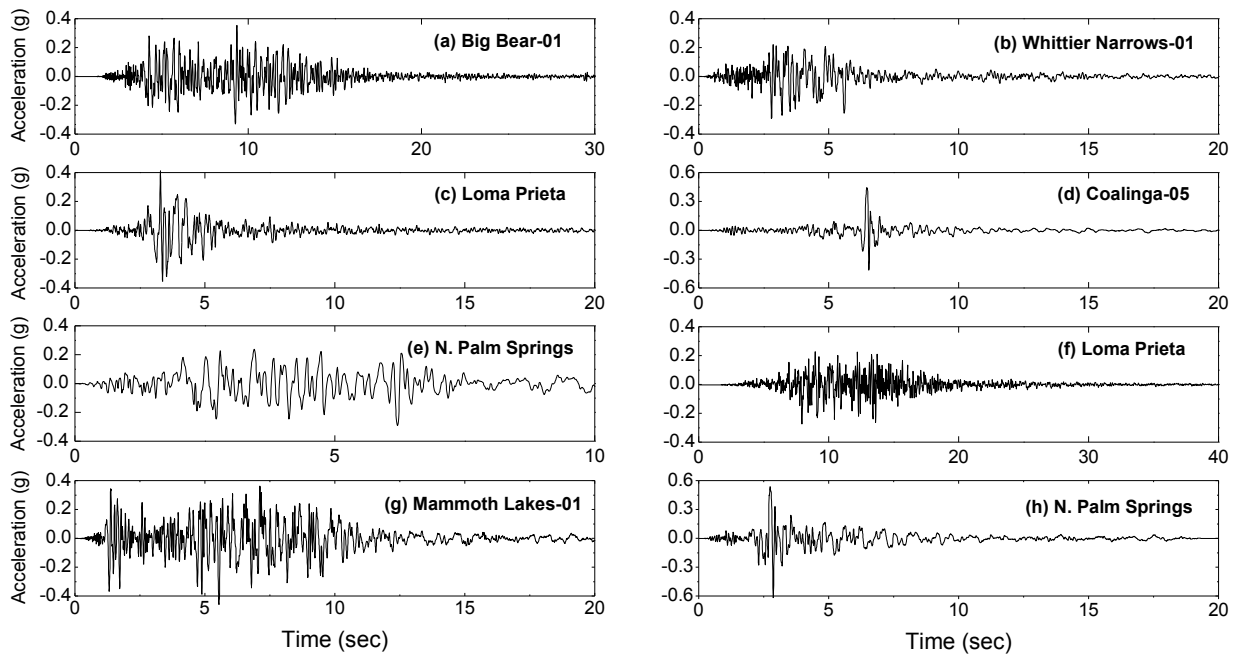 0.4
0.2
0.0
-0.2
-0.4
Acceleration (g)
(a) Big Bear-01
0 10 20 30
0.4
0.2
0.0
-0.2
-0.4
(b) Whittier Narrows-01
0 5 10 15 20
0.4
0.2
0.0
-0.2
-0.4
Acceleration (g)
(c) Loma Prieta
0 5 10 15 20
0.6
0.3
0.0
-0.3
-0.6
(d) Coalinga-05
0 5 10 15 20
0.4
0.2
0.0
-0.2
-0.4
Acceleration (g)
(e) N. Palm Springs
0 5 10
0.4
0.2
0.0
-0.2
-0.4
(f) Loma Prieta
0 10 20 30 40
0.4
0.2
0.0
-0.2
-0.4
Acceleration (g)
(g) Mammoth Lakes-01
0 5 10 15 20
Time (sec)
0.6
0.3
0.0
-0.3
-0.6
(h) N. Palm Springs
0 5 10 15 20
Time (sec)